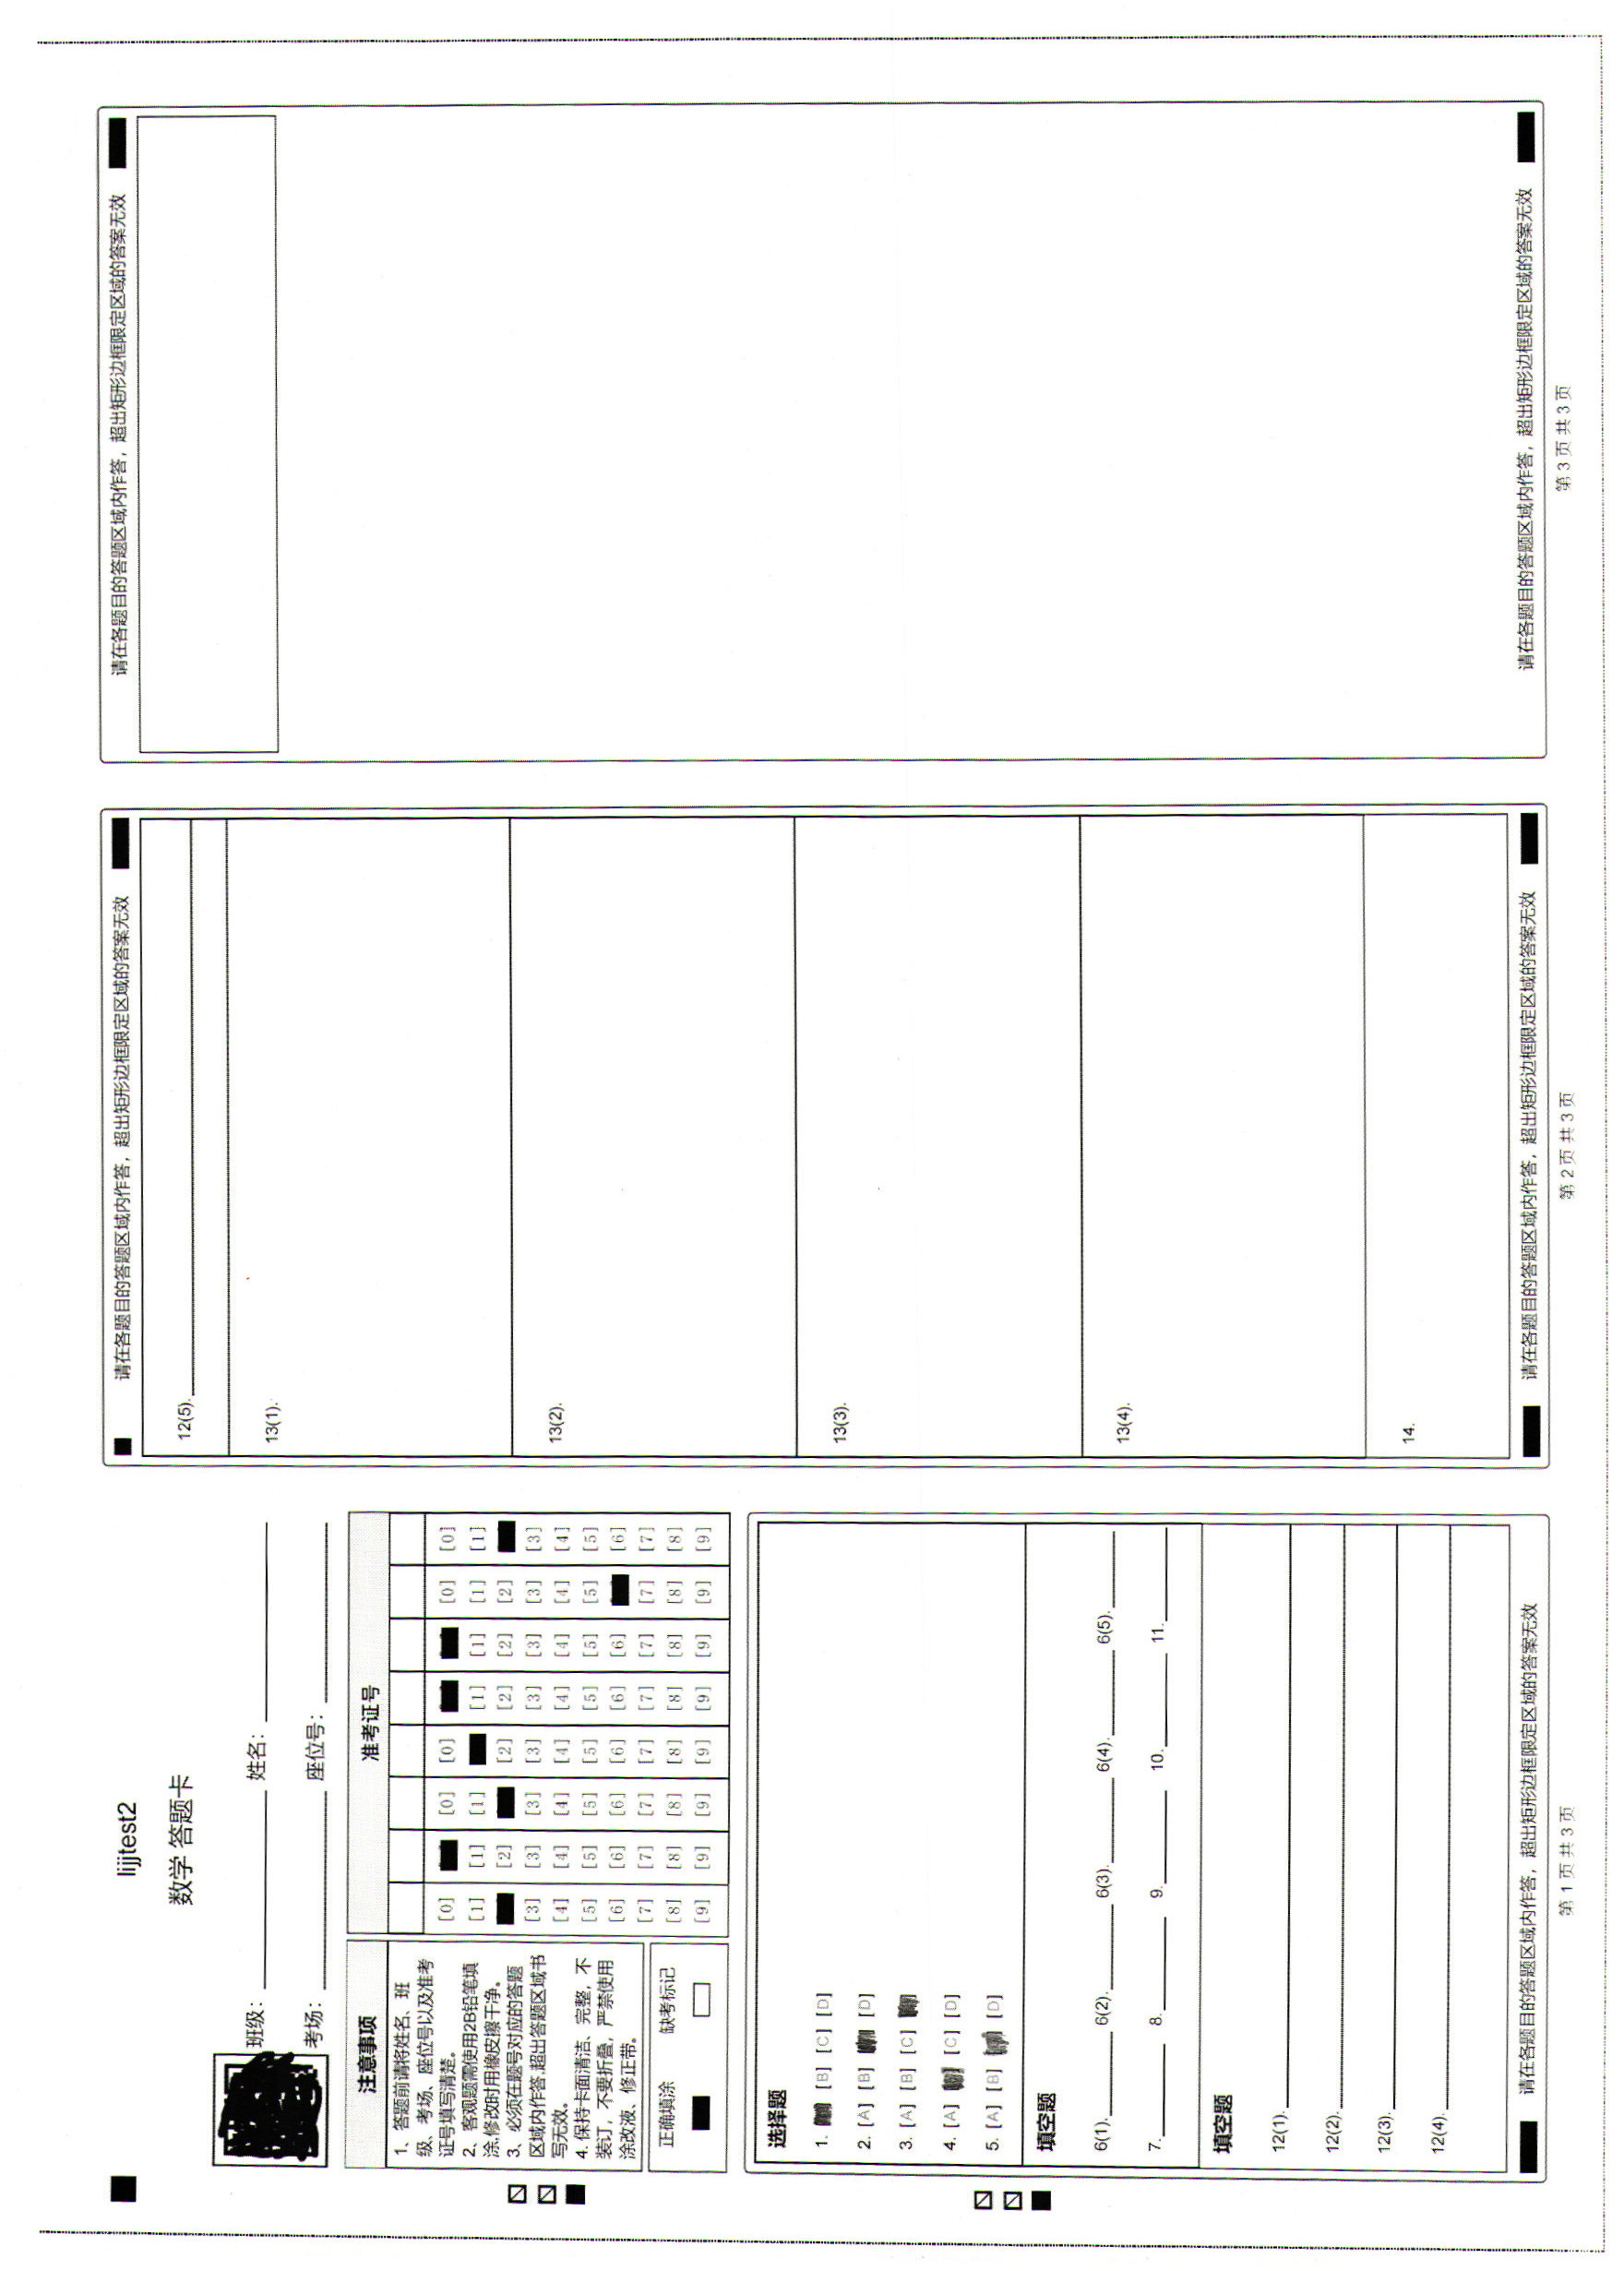 lijjtest2
数学 答题卡
班级： 姓名：
考场： 座位号：
注意事项
1、答题前请将姓名、班
级、考场、座位号以及准考
证号填写清楚。
2、客观题需使用2B铅笔填
涂,修改时用橡皮擦干净。
3、必须在题号对应的答题
区域内作答,超出答题区域书
写无效。
4、保持卡面清洁、完整，不
装订，不要折叠，严禁使用
涂改液、修正带。
正确填涂 缺考标记
准考证号
[0] [0] [0] [0] [0]
[1] [1] [1] [1] [1] [1] [1]
[2] [2] [2] [2] [2]
[3] [3] [3] [3] [3] [3] [3] [3]
[4] [4] [4] [4] [4] [4] [4] [4]
[5] [5] [5] [5] [5] [5] [5] [5]
[6] [6] [6] [6] [6] [6] [6]
[7] [7] [7] [7] [7] [7] [7] [7]
[8] [8] [8] [8] [8] [8] [8] [8]
[9] [9] [9] [9] [9] [9] [9] [9]
选择题
1. [B] [C] [D]
2. [A] [B] [D]
3. [A] [B] [C]
4. [A] [C] [D]
5. [A] [B] [D]
填空题
6(1). 6(2). 6(3). 6(4). 6(5).
7. 8. 9. 10. 11.
填空题
12(1).
12(2).
12(3).
12(4).
请在各题目的答题区域内作答，超出矩形边框限定区域的答案无效
第 1 页 共 3 页
请在各题目的答题区域内作答，超出矩形边框限定区域的答案无效
12(5).
13(1).
13(2).
13(3).
13(4).
14.
请在各题目的答题区域内作答，超出矩形边框限定区域的答案无效
第 2 页 共 3 页
请在各题目的答题区域内作答，超出矩形边框限定区域的答案无效
请在各题目的答题区域内作答，超出矩形边框限定区域的答案无效
第 3 页 共 3 页